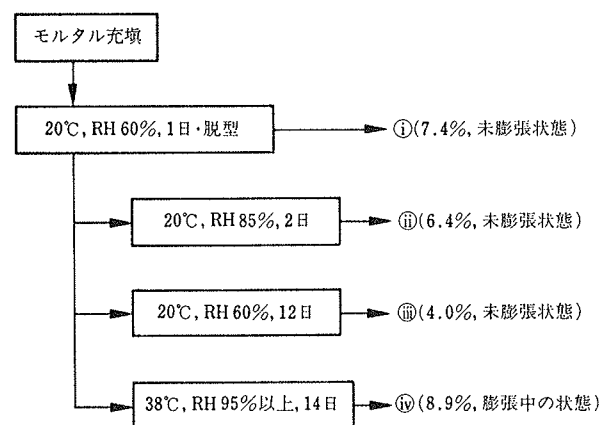 モルタル充塡
20℃, RH 60%, 1日・脱型
ⓘ(7.4%, 未膨張状態)
20℃, RH 85%, 2日
ⅱ(6.4%, 未膨張状態)
20℃, RH 60%, 12日
ⅲ(4.0%, 未膨張状態)
38℃, RH 95%以上, 14日
ⅳ(8.9%, 膨張中の状態)